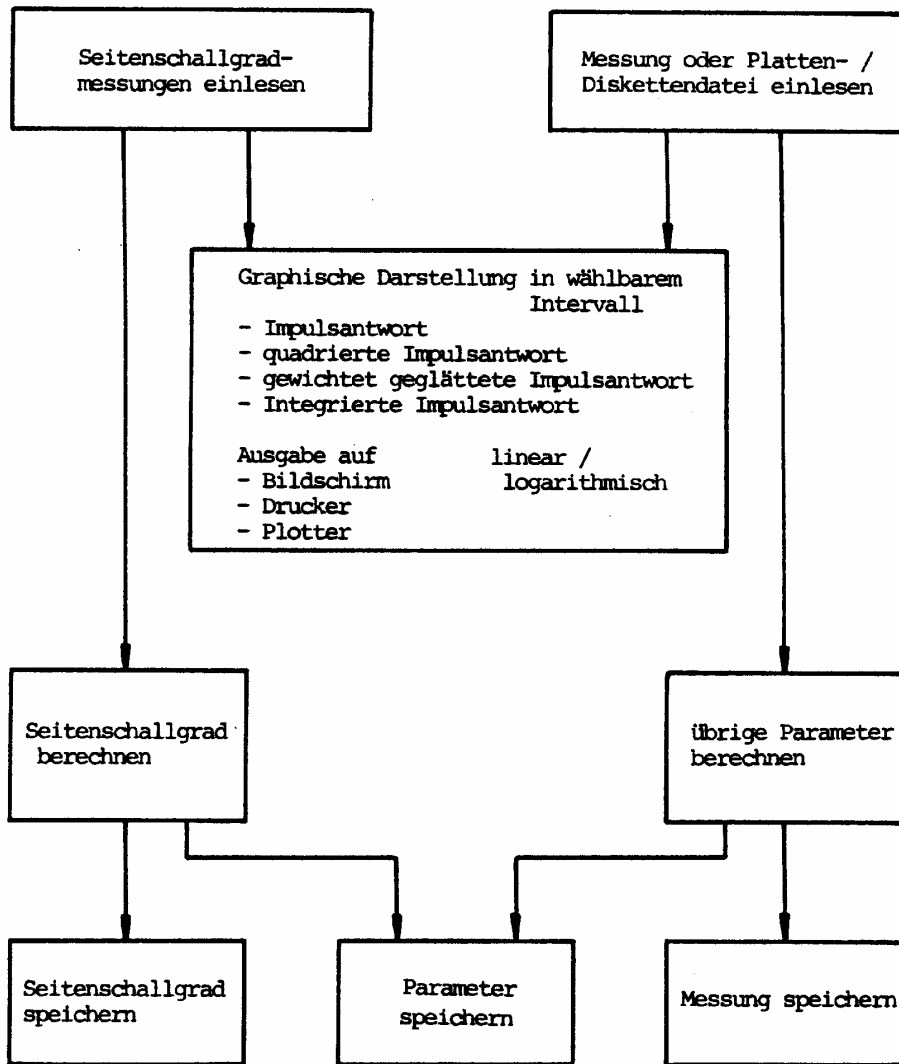 Seitenschallgrad-
messungen einlesen
Messung oder Platten- /
Diskettendatei einlesen
Graphische Darstellung in wählbarem
Intervall
- Impulsantwort
- quadrierte Impulsantwort
- gewichtet geglättete Impulsantwort
- Integrierte Impulsantwort
Ausgabe auf linear /
- Bildschirm logarithmisch
- Drucker
- Plotter
Seitenschallgrad
berechnen
übrige Parameter
berechnen
Seitenschallgrad
speichern
Parameter
speichern
Messung speichern